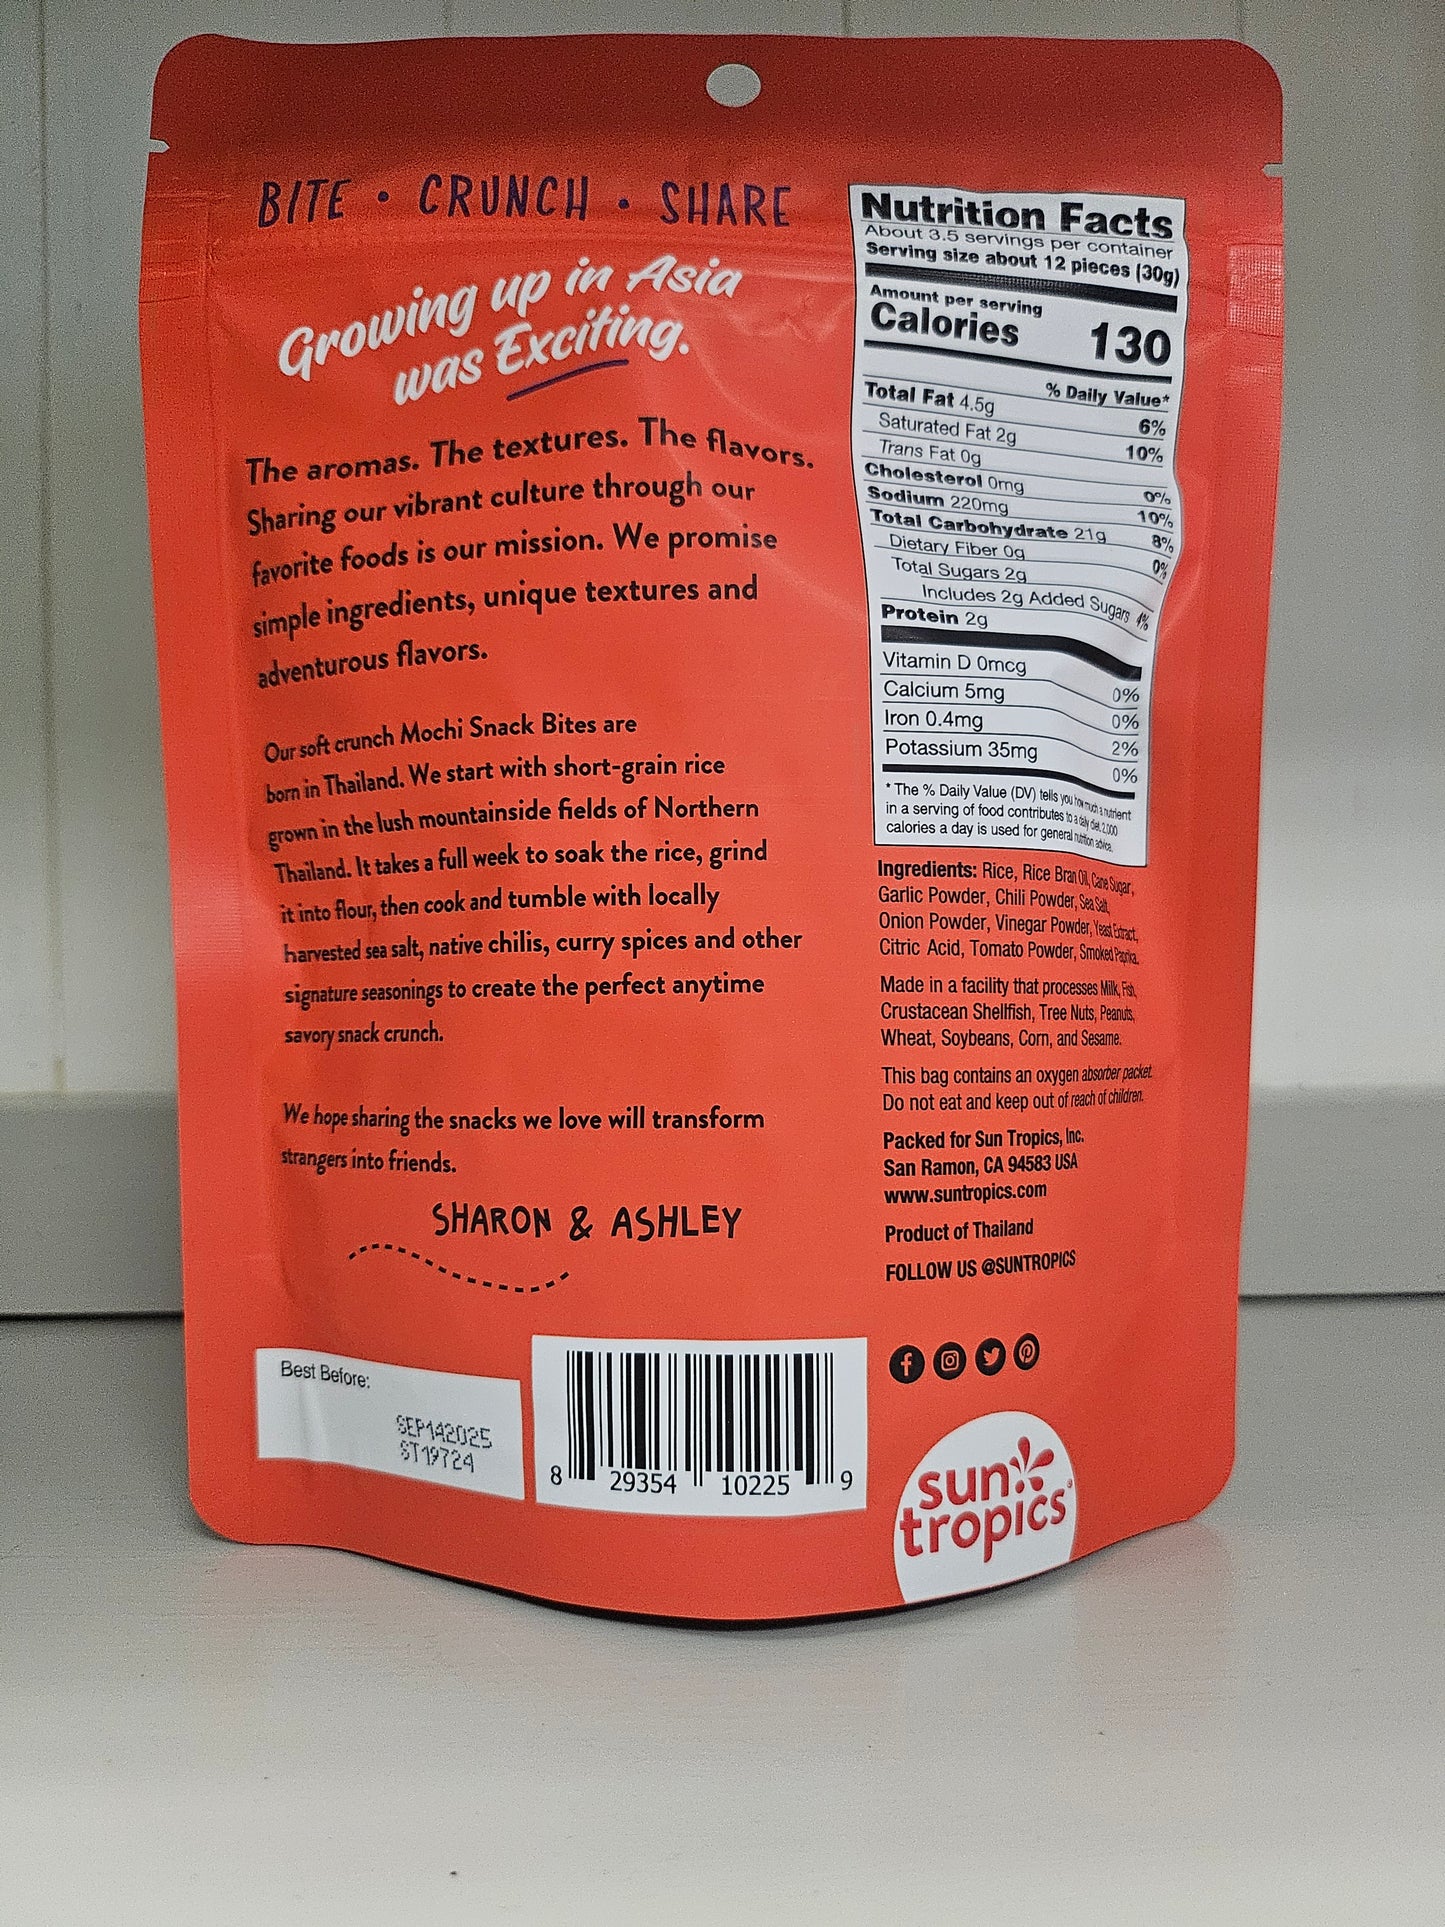 BITE • CRUNCH • SHARE
Growing up in Asia
was Exciting.
The aromas. The textures. The flavors.
Sharing our vibrant culture through our
favorite foods is our mission. We promise
simple ingredients, unique textures and
adventurous flavors.
Our soft crunch Mochi Snack Bites are
born in Thailand. We start with short-grain rice
grown in the lush mountainside fields of Northern
Thailand. It takes a full week to soak the rice, grind
it into flour, then cook and tumble with locally
harvested sea salt, native chilis, curry spices and other
signature seasonings to create the perfect anytime
savory snack crunch.
We hope sharing the snacks we love will transform
strangers into friends.
SHARON & ASHLEY
Best Before:
SEP142025
ST19724
8 29354 10225 9
Nutrition Facts
About 3.5 servings per container
Serving size about 12 pieces (30g)
Amount per serving
Calories 130
% Daily Value*
Total Fat 4.5g 6%
Saturated Fat 2g 10%
Trans Fat 0g
Cholesterol 0mg 0%
Sodium 220mg 10%
Total Carbohydrate 21g 8%
Dietary Fiber 0g 0%
Total Sugars 2g
Includes 2g Added Sugars 4%
Protein 2g
Vitamin D 0mcg 0%
Calcium 5mg 0%
Iron 0.4mg 2%
Potassium 35mg 0%
* The % Daily Value (DV) tells you how much a nutrient
in a serving of food contributes to a daily diet. 2,000
calories a day is used for general nutrition advice.
Ingredients: Rice, Rice Bran Oil, Cane Sugar,
Garlic Powder, Chili Powder, Sea Salt,
Onion Powder, Vinegar Powder, Yeast Extract,
Citric Acid, Tomato Powder, Smoked Paprika.
Made in a facility that processes Milk, Fish,
Crustacean Shellfish, Tree Nuts, Peanuts,
Wheat, Soybeans, Corn, and Sesame.
This bag contains an oxygen absorber packet.
Do not eat and keep out of reach of children.
Packed for Sun Tropics, Inc.
San Ramon, CA 94583 USA
www.suntropics.com
Product of Thailand
FOLLOW US @SUNTROPICS
sun
tropics®